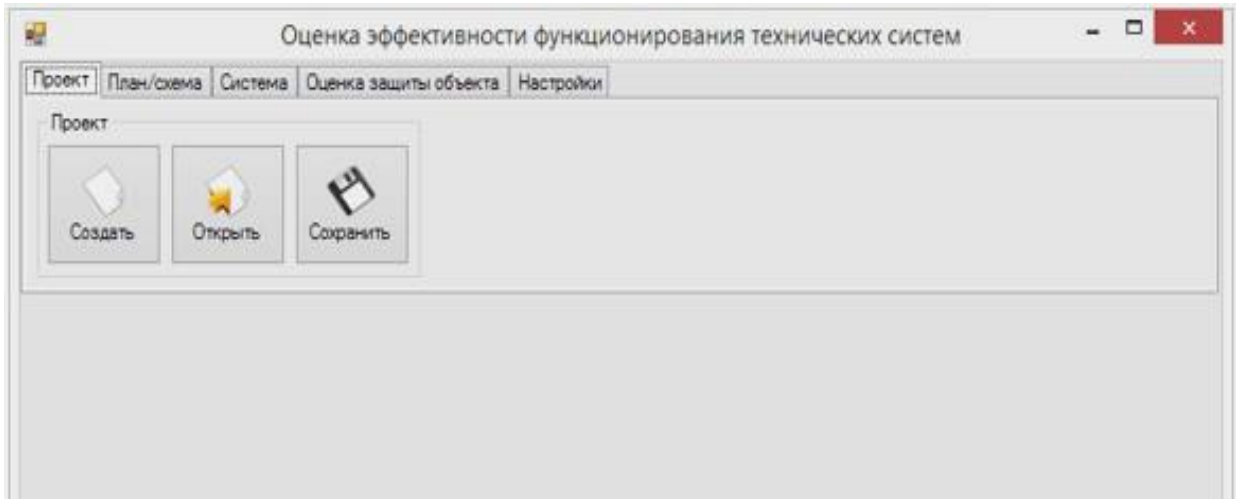 Оценка эффективности функционирования технических систем
Проект План/схема Система Оценка защиты объекта Настройки
Проект
Создать Открыть Сохранить